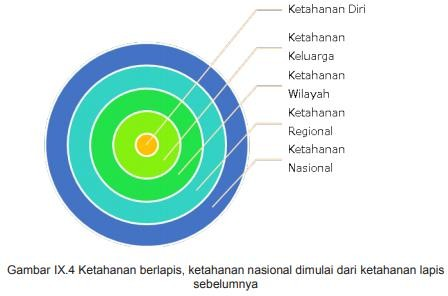 Ketahanan Diri
Ketahanan
Keluarga
Ketahanan
Wilayah
Ketahanan
Regional
Ketahanan
Nasional
Gambar IX.4 Ketahanan berlapis, ketahanan nasional dimulai dari ketahanan lapis
sebelumnya